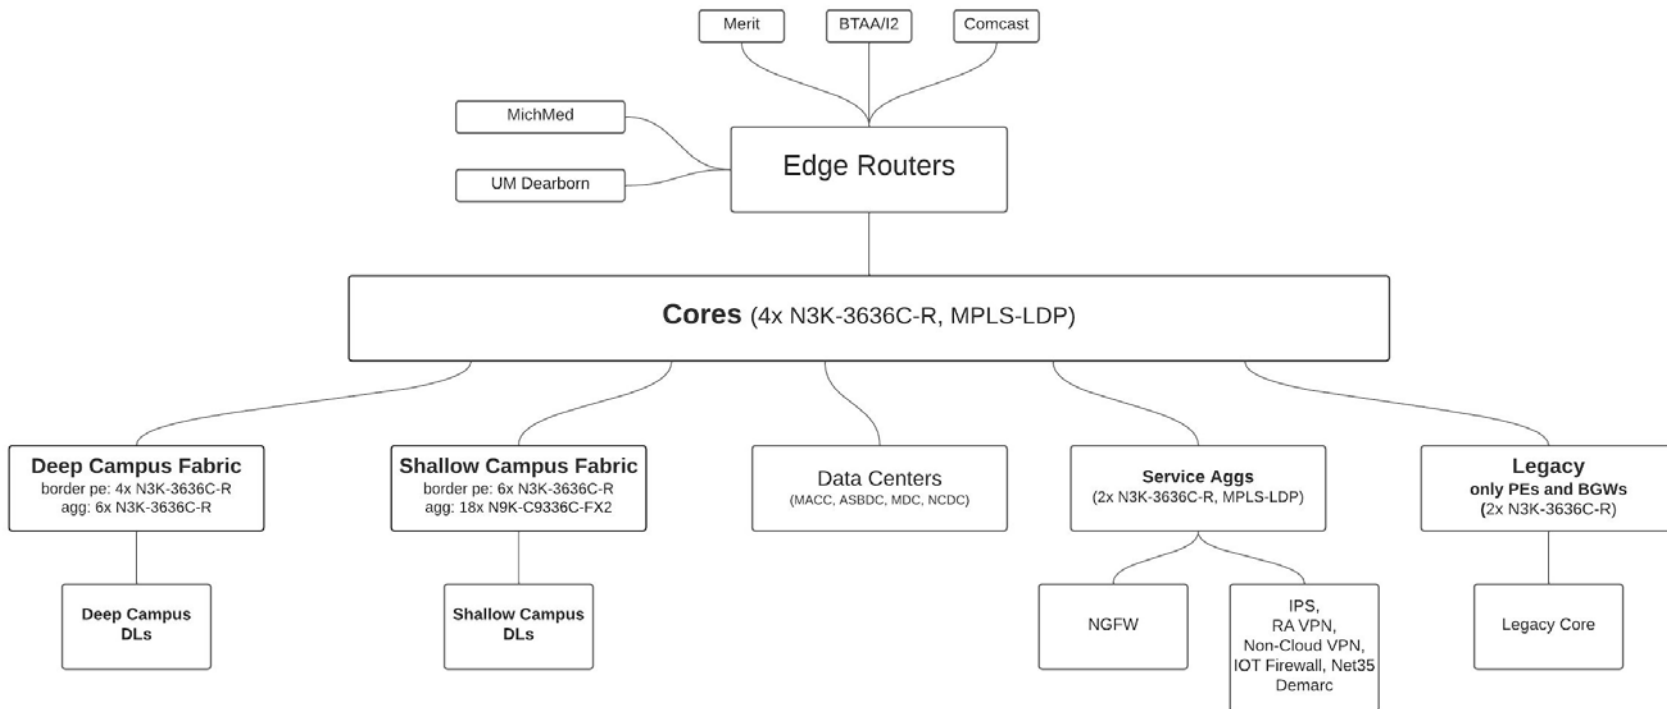 Merit
BTAA/I2
Comcast
MichMed
UM Dearborn
Edge Routers
Cores (4x N3K-3636C-R, MPLS-LDP)
Deep Campus Fabric
border pe: 4x N3K-3636C-R
agg: 6x N3K-3636C-R
Shallow Campus Fabric
border pe: 6x N3K-3636C-R
agg: 18x N9K-C9336C-FX2
Data Centers
(MACC, ASBDC, MDC, NCDC)
Service Aggs
(2x N3K-3636C-R, MPLS-LDP)
Legacy
only PEs and BGWs
(2x N3K-3636C-R)
Deep Campus
DLs
Shallow Campus
DLs
NGFW
IPS,
RA VPN,
Non-Cloud VPN,
IOT Firewall, Net35
Demarc
Legacy Core